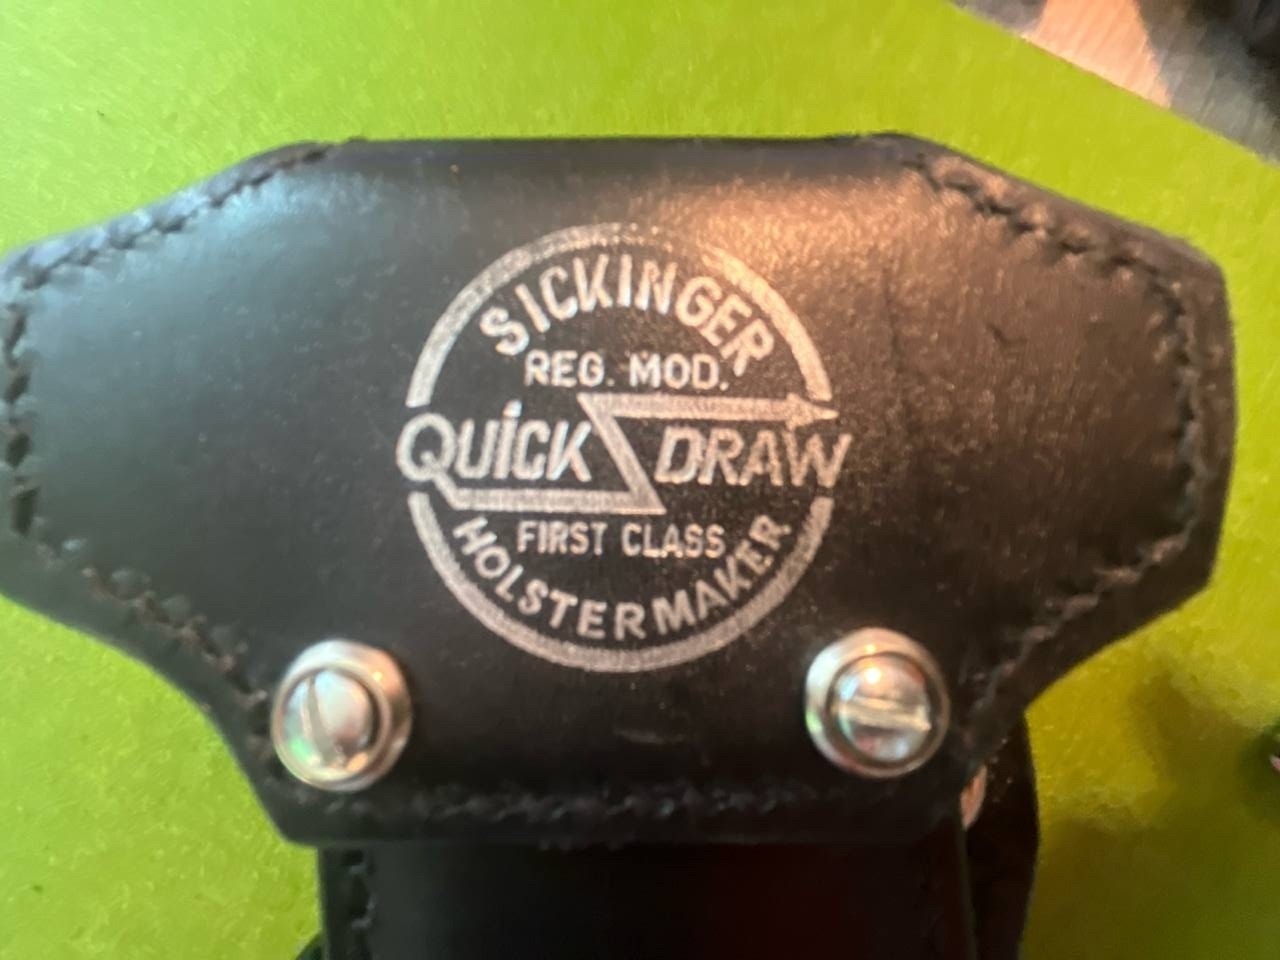 SICKINGER
REG. MOD.
QUiCK DRAW
FIRST CLASS
HOLSTERMAKER